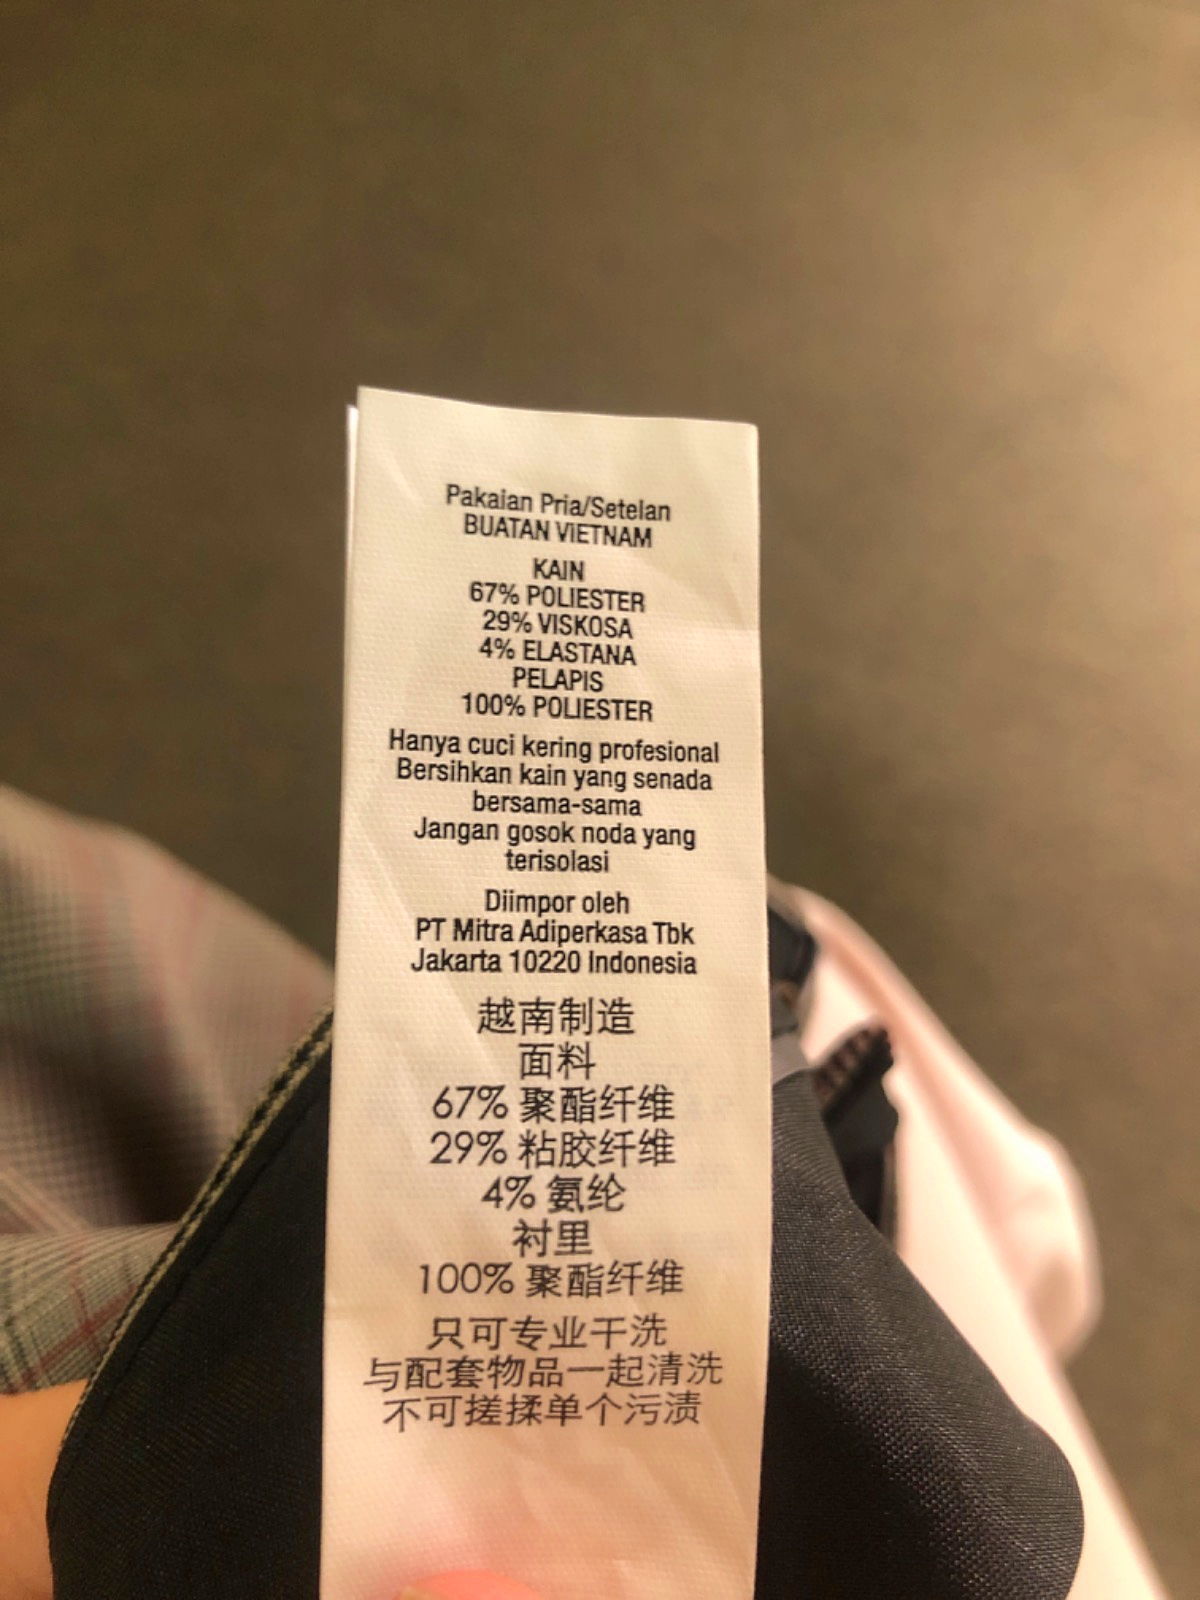 Pakaian Pria/Setelan
BUATAN VIETNAM
KAIN
67% POLIESTER
29% VISKOSA
4% ELASTANA
PELAPIS
100% POLIESTER
Hanya cuci kering profesional
Bersihkan kain yang senada
bersama-sama
Jangan gosok noda yang
terisolasi
Diimpor oleh
PT Mitra Adiperkasa Tbk
Jakarta 10220 Indonesia
越南制造
面料
67% 聚酯纤维
29% 粘胶纤维
4% 氨纶
衬里
100% 聚酯纤维
只可专业干洗
与配套物品一起清洗
不可搓揉单个污渍